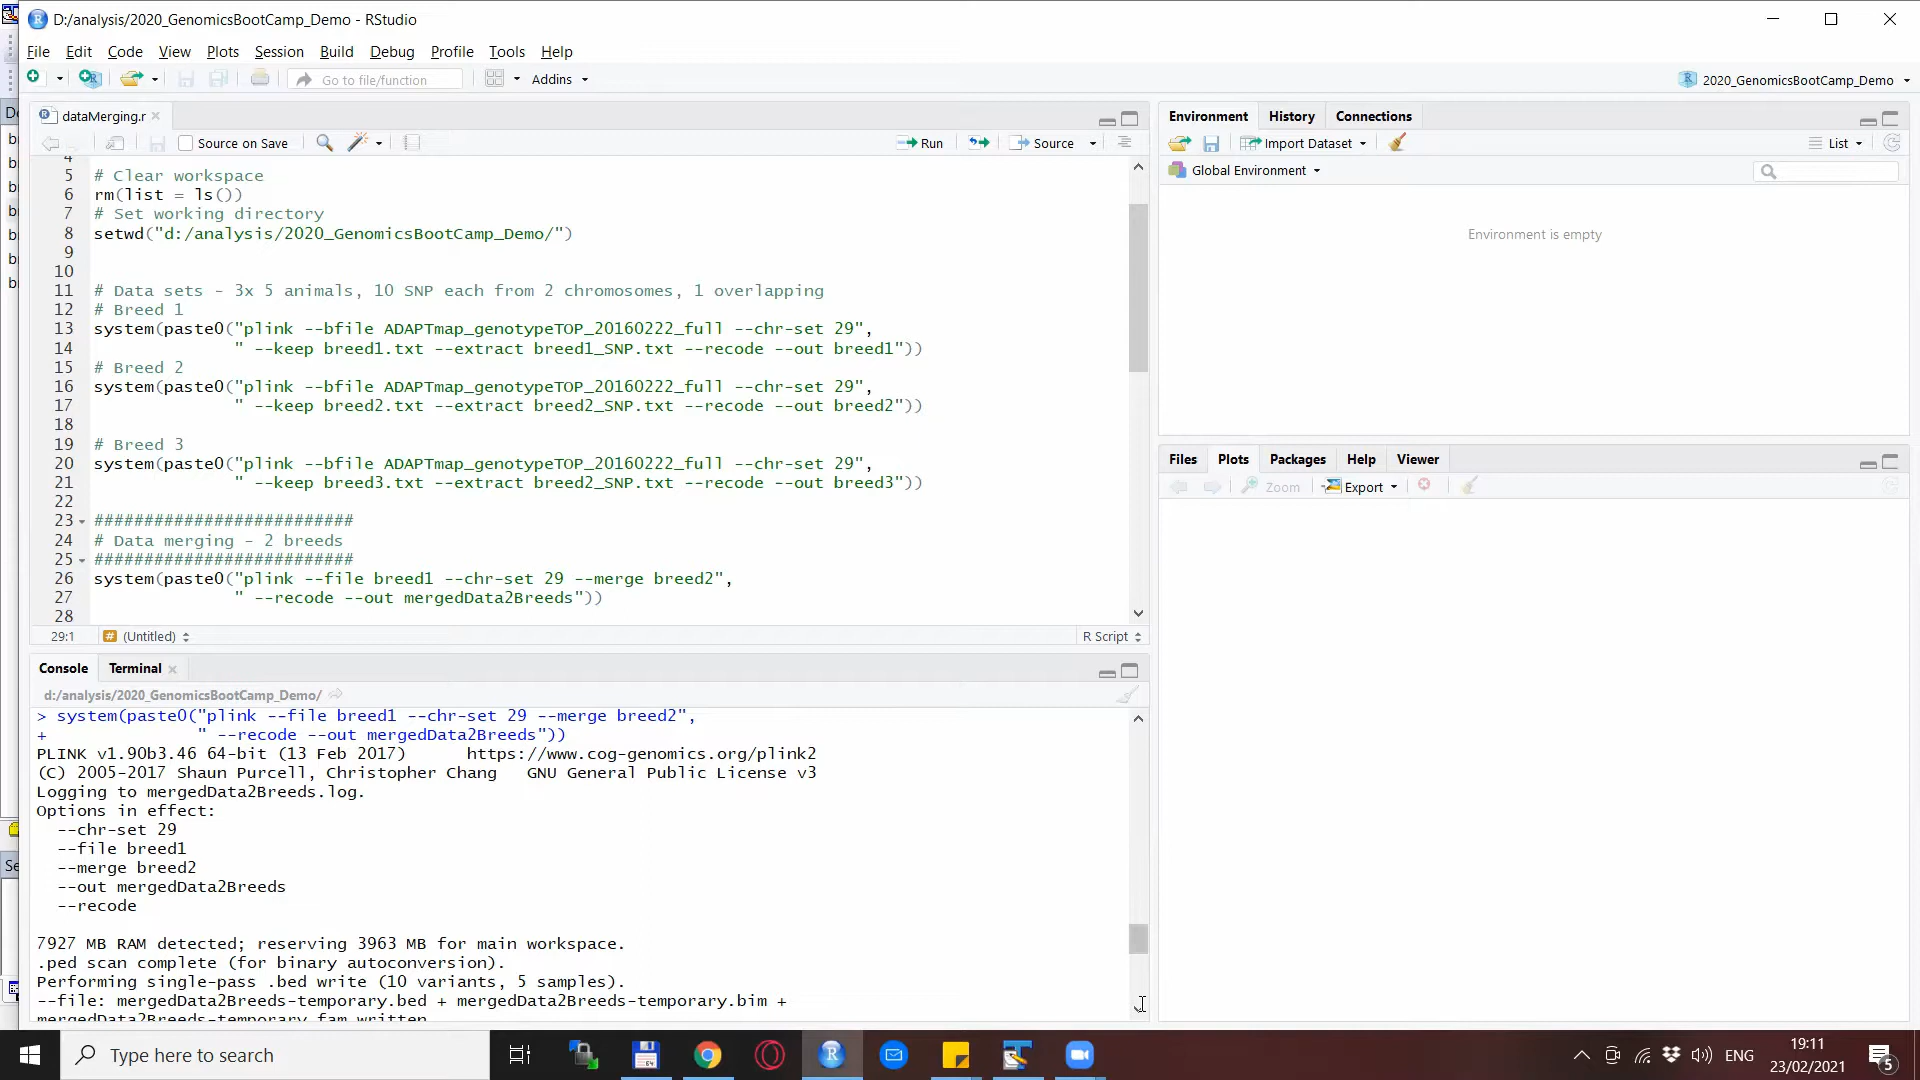 D:/analysis/2020_GenomicsBootCamp_Demo - RStudio
File Edit Code View Plots Session Build Debug Profile Tools Help
Go to file/function Addins 2020_GenomicsBootCamp_Demo
dataMerging.r
Source on Save Run Source
4
5 # Clear workspace
6 rm(list = ls())
7 # Set working directory
8 setwd("d:/analysis/2020_GenomicsBootCamp_Demo/")
9
10
11 # Data sets - 3x 5 animals, 10 SNP each from 2 chromosomes, 1 overlapping
12 # Breed 1
13 system(paste0("plink --bfile ADAPTmap_genotypeTOP_20160222_full --chr-set 29",
14 " --keep breed1.txt --extract breed1_SNP.txt --recode --out breed1"))
15 # Breed 2
16 system(paste0("plink --bfile ADAPTmap_genotypeTOP_20160222_full --chr-set 29",
17 " --keep breed2.txt --extract breed2_SNP.txt --recode --out breed2"))
18
19 # Breed 3
20 system(paste0("plink --bfile ADAPTmap_genotypeTOP_20160222_full --chr-set 29",
21 " --keep breed3.txt --extract breed2_SNP.txt --recode --out breed3"))
22
23 ##########################
24 # Data merging - 2 breeds
25 ##########################
26 system(paste0("plink --file breed1 --chr-set 29 --merge breed2",
27 " --recode --out mergedData2Breeds"))
28
29:1 # (Untitled) R Script
Console Terminal
d:/analysis/2020_GenomicsBootCamp_Demo/
> system(paste0("plink --file breed1 --chr-set 29 --merge breed2",
+ " --recode --out mergedData2Breeds"))
PLINK v1.90b3.46 64-bit (13 Feb 2017) https://www.cog-genomics.org/plink2
(C) 2005-2017 Shaun Purcell, Christopher Chang GNU General Public License v3
Logging to mergedData2Breeds.log.
Options in effect:
--chr-set 29
--file breed1
--merge breed2
--out mergedData2Breeds
--recode
7927 MB RAM detected; reserving 3963 MB for main workspace.
.ped scan complete (for binary autoconversion).
Performing single-pass .bed write (10 variants, 5 samples).
--file: mergedData2Breeds-temporary.bed + mergedData2Breeds-temporary.bim +
mergedData2Breeds-temporary.fam written.
Environment History Connections
Import Dataset List
Global Environment
Environment is empty
Files Plots Packages Help Viewer
Zoom Export
Type here to search
ENG
19:11
23/02/2021
5